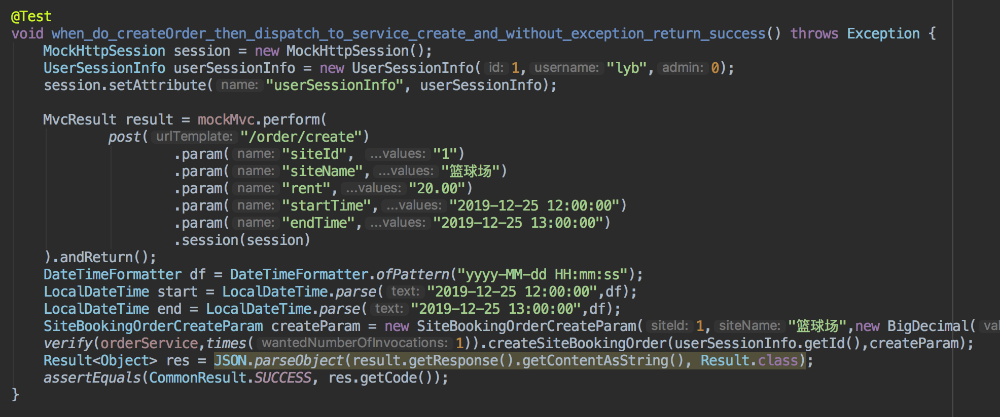 @Test
void when_do_createOrder_then_dispatch_to_service_create_and_without_exception_return_success() throws Exception {
MockHttpSession session = new MockHttpSession();
UserSessionInfo userSessionInfo = new UserSessionInfo( id: 1, username: "lyb", admin: 0);
session.setAttribute( name: "userSessionInfo", userSessionInfo);
MvcResult result = mockMvc.perform(
post( urlTemplate: "/order/create")
.param( name: "siteId", ...values: "1")
.param( name: "siteName", ...values: "篮球场")
.param( name: "rent", ...values: "20.00")
.param( name: "startTime", ...values: "2019-12-25 12:00:00")
.param( name: "endTime", ...values: "2019-12-25 13:00:00")
.session(session)
).andReturn();
DateTimeFormatter df = DateTimeFormatter.ofPattern("yyyy-MM-dd HH:mm:ss");
LocalDateTime start = LocalDateTime.parse( text: "2019-12-25 12:00:00",df);
LocalDateTime end = LocalDateTime.parse( text: "2019-12-25 13:00:00",df);
SiteBookingOrderCreateParam createParam = new SiteBookingOrderCreateParam( siteId: 1, siteName: "篮球场",new BigDecimal(
verify(orderService,times( wantedNumberOfInvocations: 1)).createSiteBookingOrder(userSessionInfo.getId(),createParam);
Result<Object> res = JSON.parseObject(result.getResponse().getContentAsString(), Result.class);
assertEquals(CommonResult.SUCCESS, res.getCode());
}